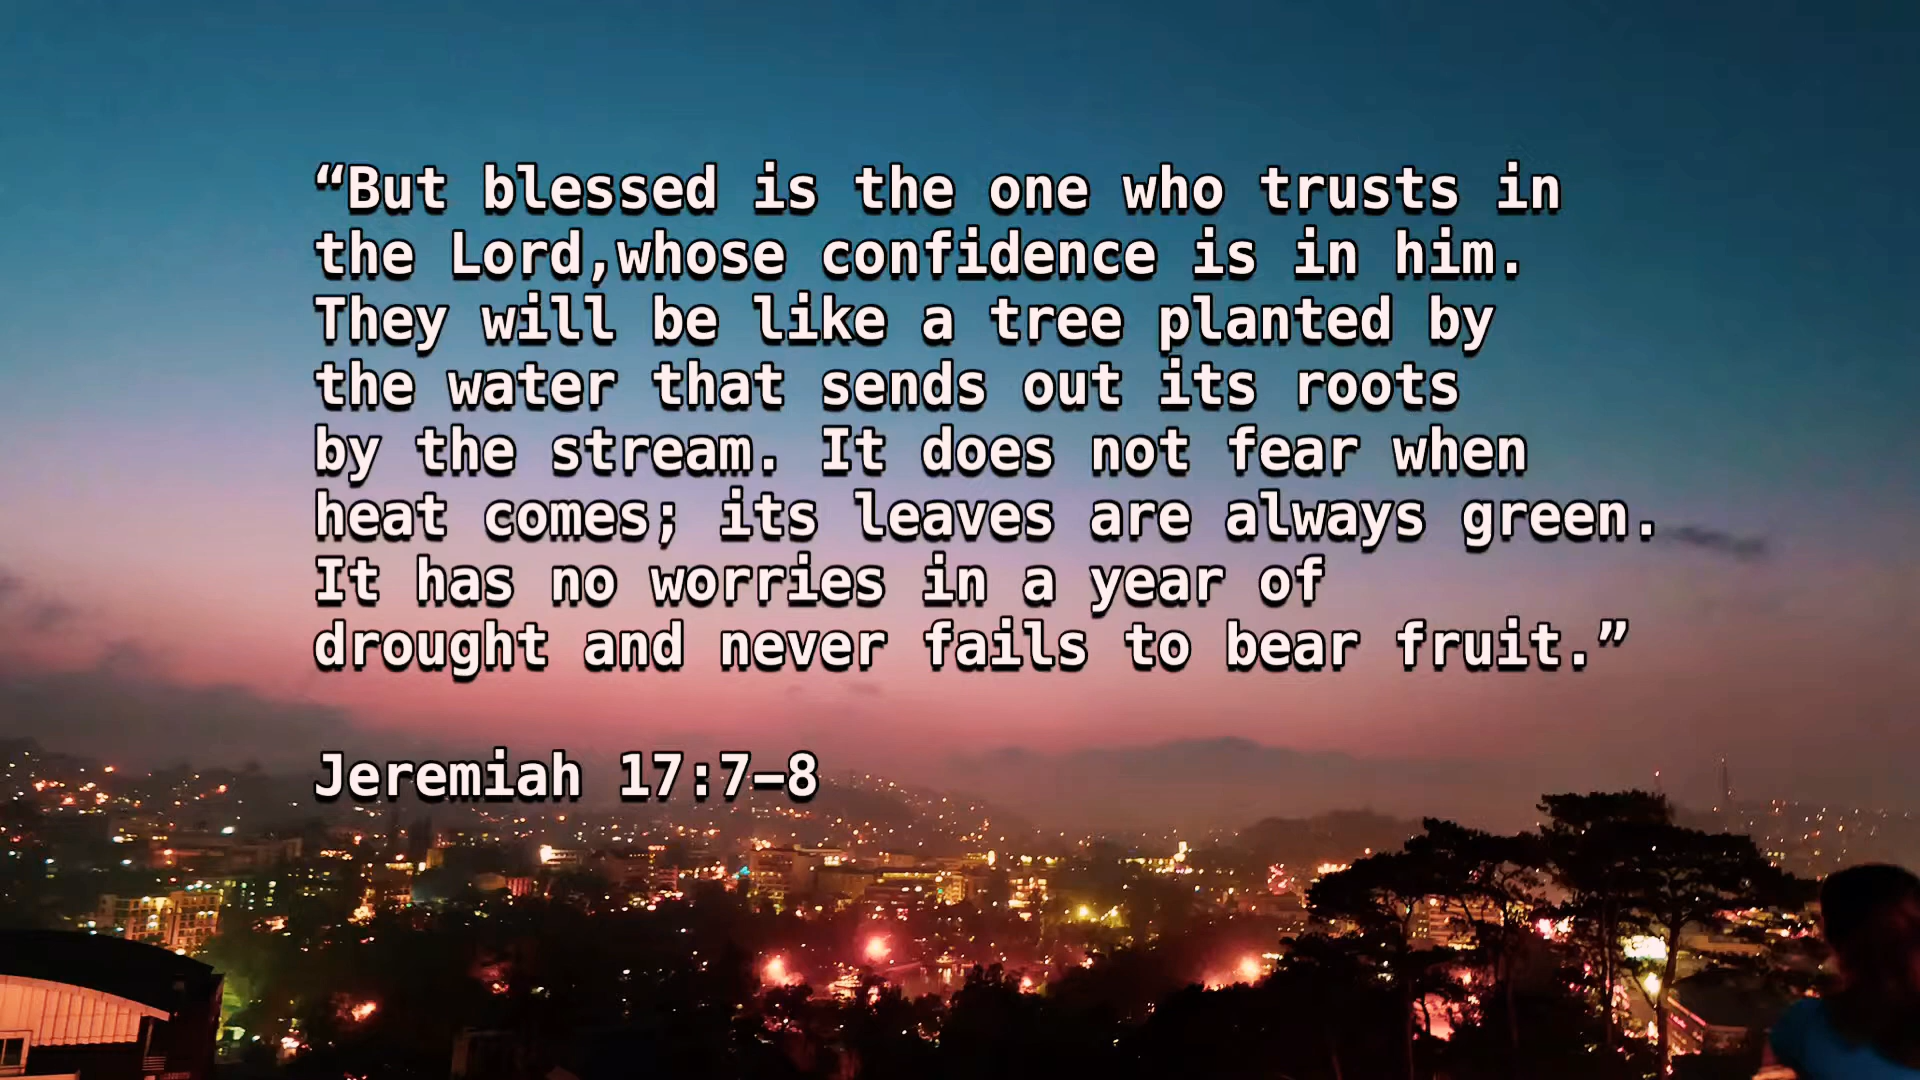 “But blessed is the one who trusts in
the Lord,whose confidence is in him.
They will be like a tree planted by
the water that sends out its roots
by the stream. It does not fear when
heat comes; its leaves are always green.
It has no worries in a year of
drought and never fails to bear fruit.”
Jeremiah 17:7–8